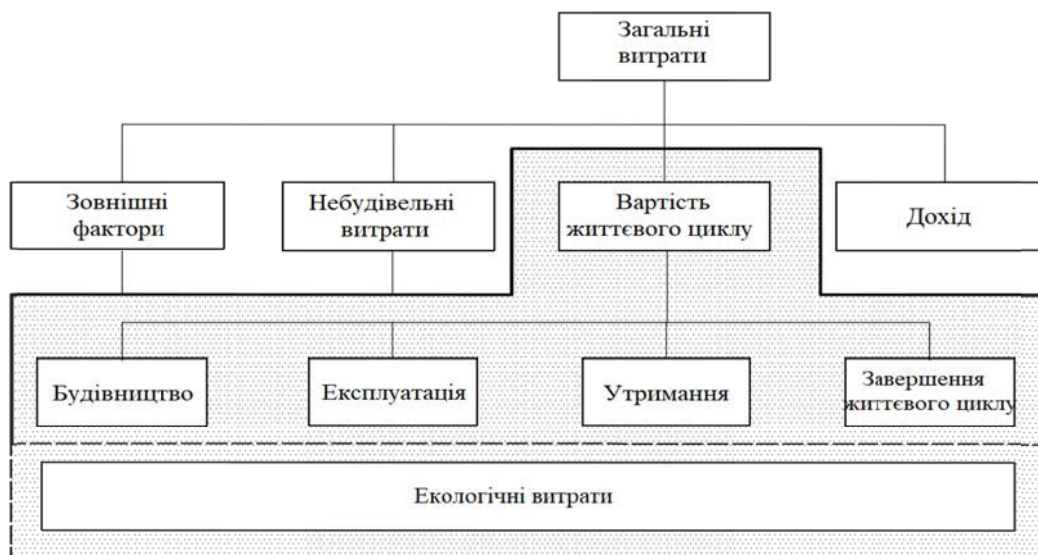 Загальні
витрати
Зовнішні
фактори
Небудівельні
витрати
Вартість
життєвого циклу
Дохід
Будівництво
Експлуатація
Утримання
Завершення
життєвого циклу
Екологічні витрати